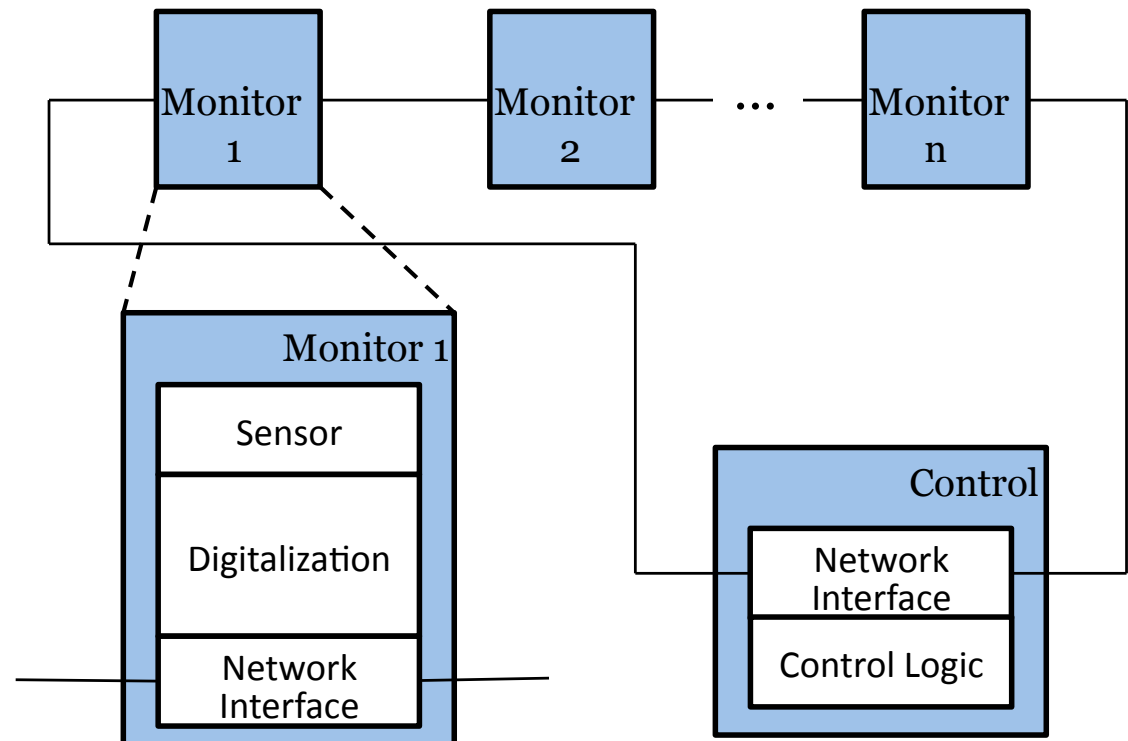 Monitor
1
Monitor
2
...
Monitor
n
Monitor 1
Sensor
Digitalization
Network
Interface
Control
Network
Interface
Control Logic